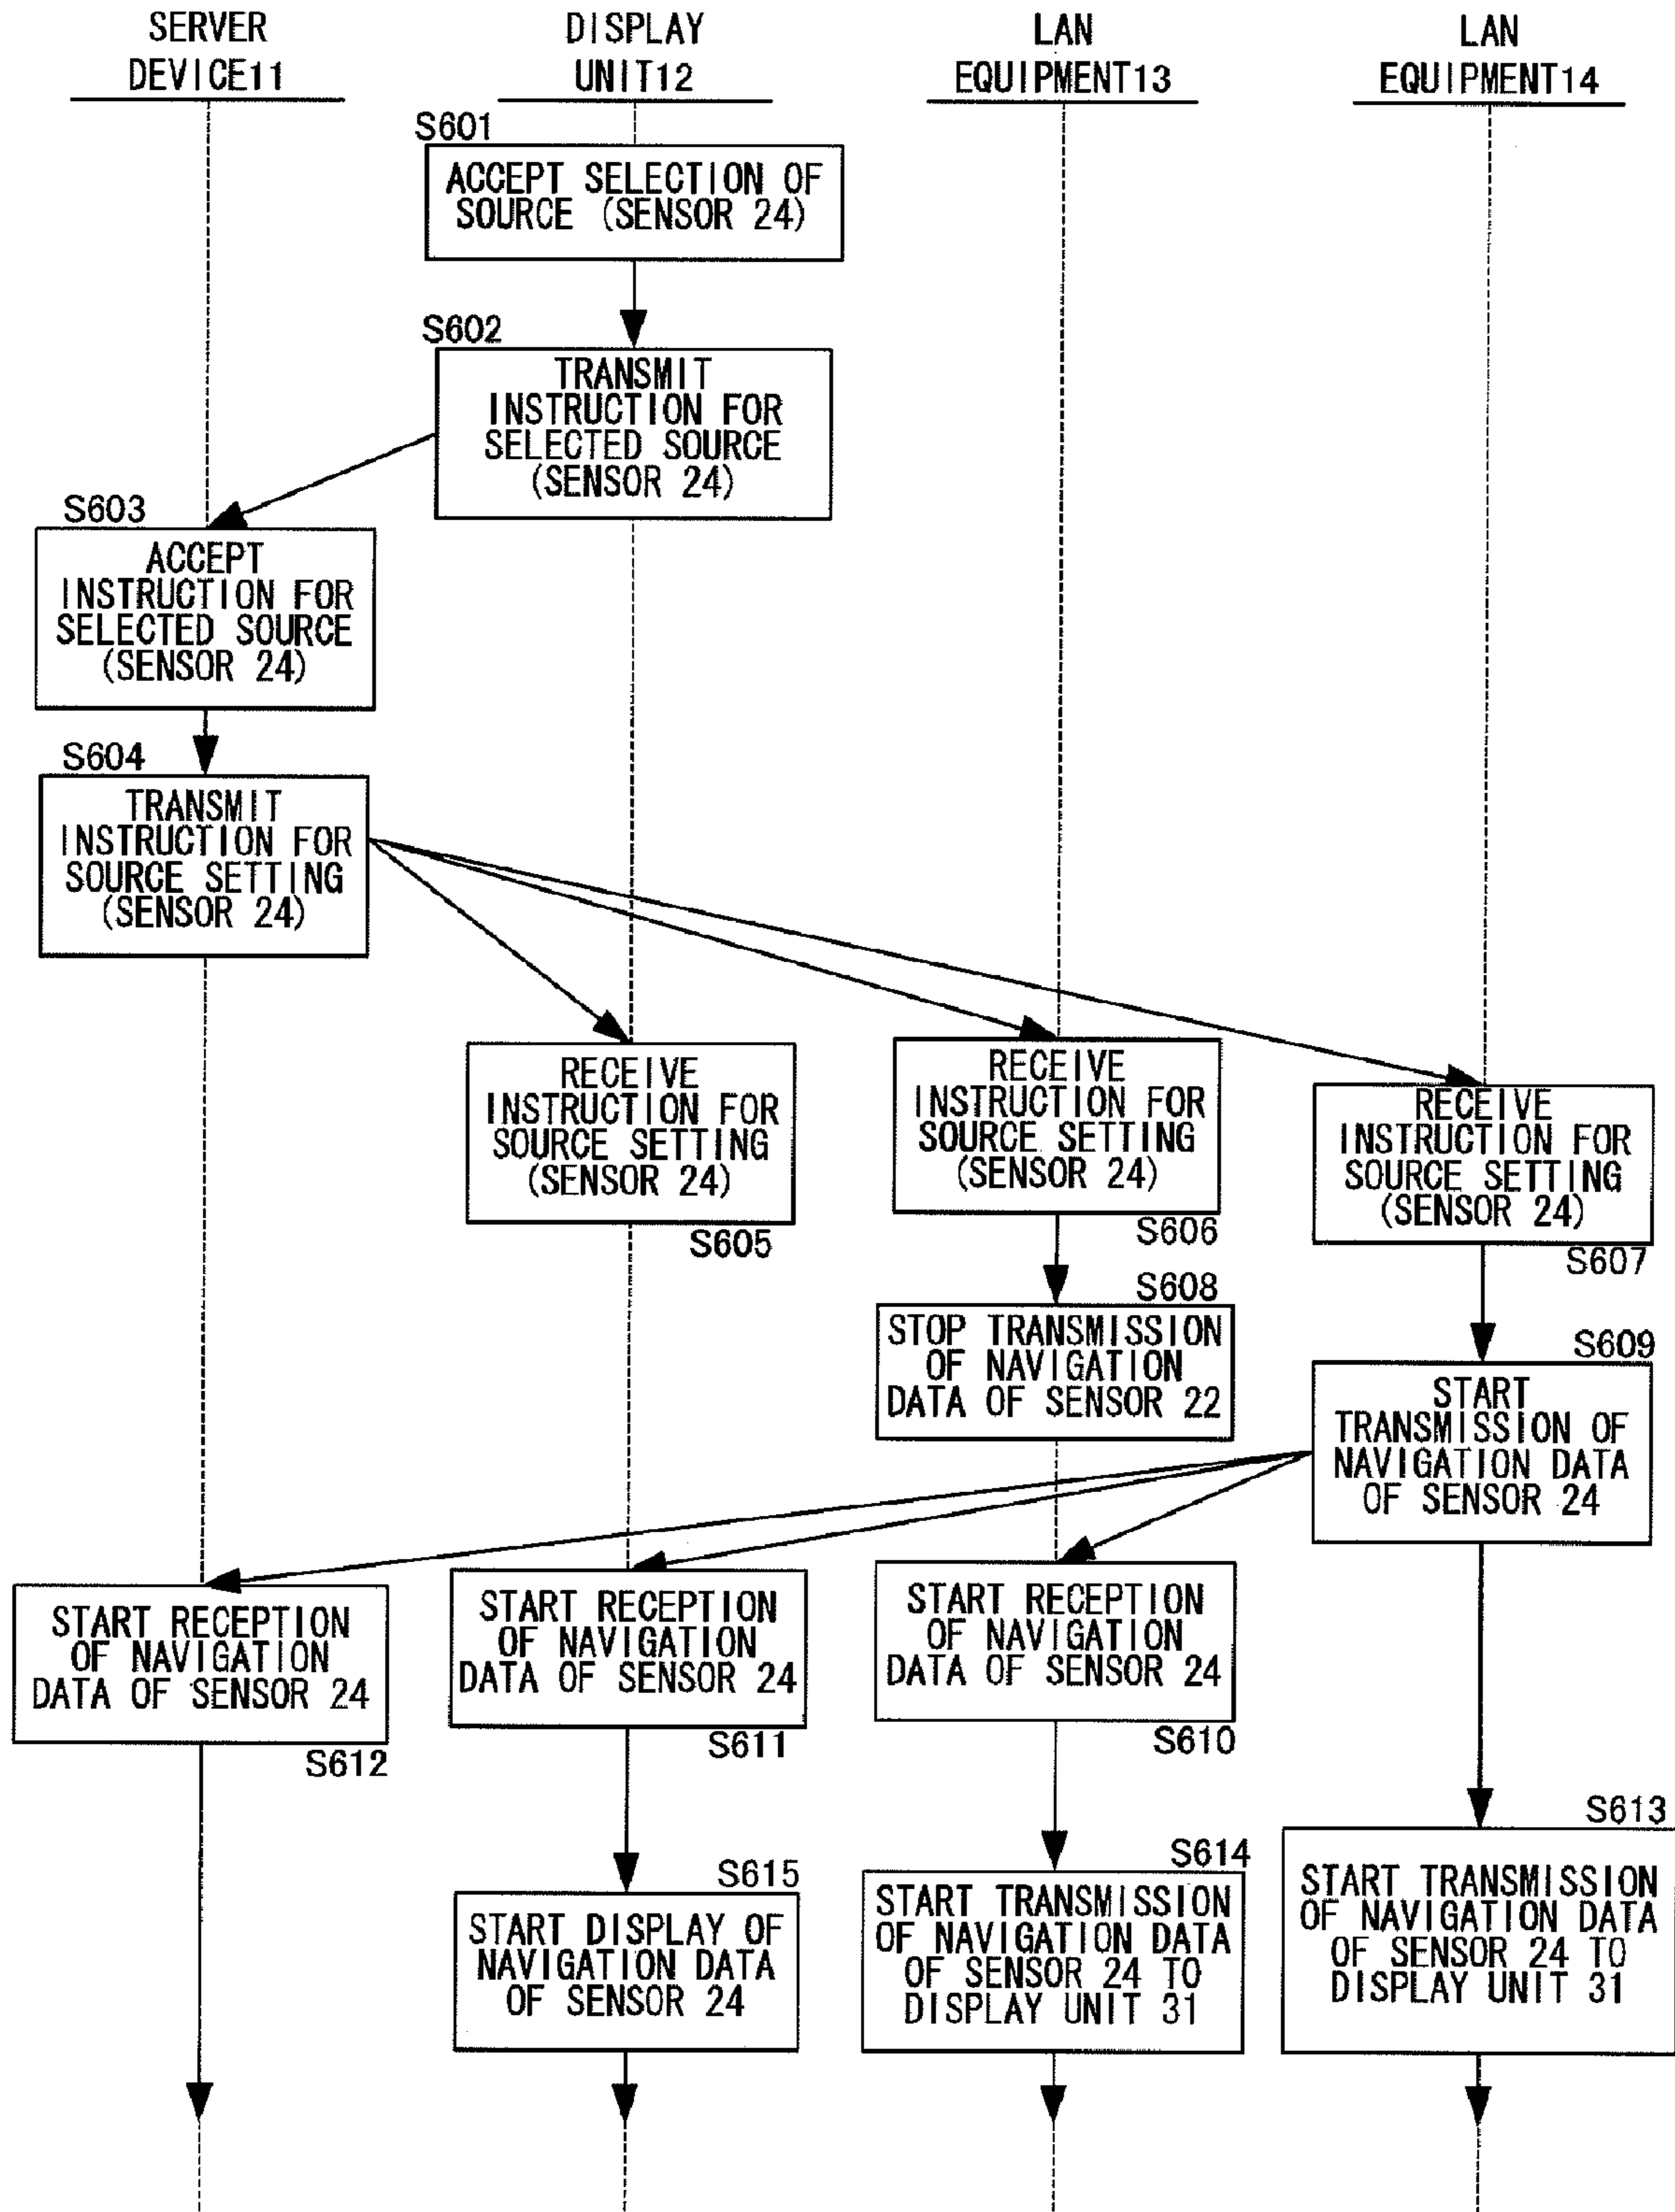 SERVER
DEVICE11
DISPLAY
UNIT12
LAN
EQUIPMENT13
LAN
EQUIPMENT14
S601
ACCEPT SELECTION OF
SOURCE (SENSOR 24)
S602
TRANSMIT
INSTRUCTION FOR
SELECTED SOURCE
(SENSOR 24)
S603
ACCEPT
INSTRUCTION FOR
SELECTED SOURCE
(SENSOR 24)
S604
TRANSMIT
INSTRUCTION FOR
SOURCE SETTING
(SENSOR 24)
RECEIVE
INSTRUCTION FOR
SOURCE SETTING
(SENSOR 24)
S605
RECEIVE
INSTRUCTION FOR
SOURCE SETTING
(SENSOR 24)
S606
RECEIVE
INSTRUCTION FOR
SOURCE SETTING
(SENSOR 24)
S607
S608
STOP TRANSMISSION
OF NAVIGATION
DATA OF SENSOR 22
S609
START
TRANSMISSION OF
NAVIGATION DATA
OF SENSOR 24
START RECEPTION
OF NAVIGATION
DATA OF SENSOR 24
S612
START RECEPTION
OF NAVIGATION
DATA OF SENSOR 24
S611
START RECEPTION
OF NAVIGATION
DATA OF SENSOR 24
S610
S615
START DISPLAY OF
NAVIGATION DATA
OF SENSOR 24
S614
START TRANSMISSION
OF NAVIGATION DATA
OF SENSOR 24 TO
DISPLAY UNIT 31
S613
START TRANSMISSION
OF NAVIGATION DATA
OF SENSOR 24 TO
DISPLAY UNIT 31